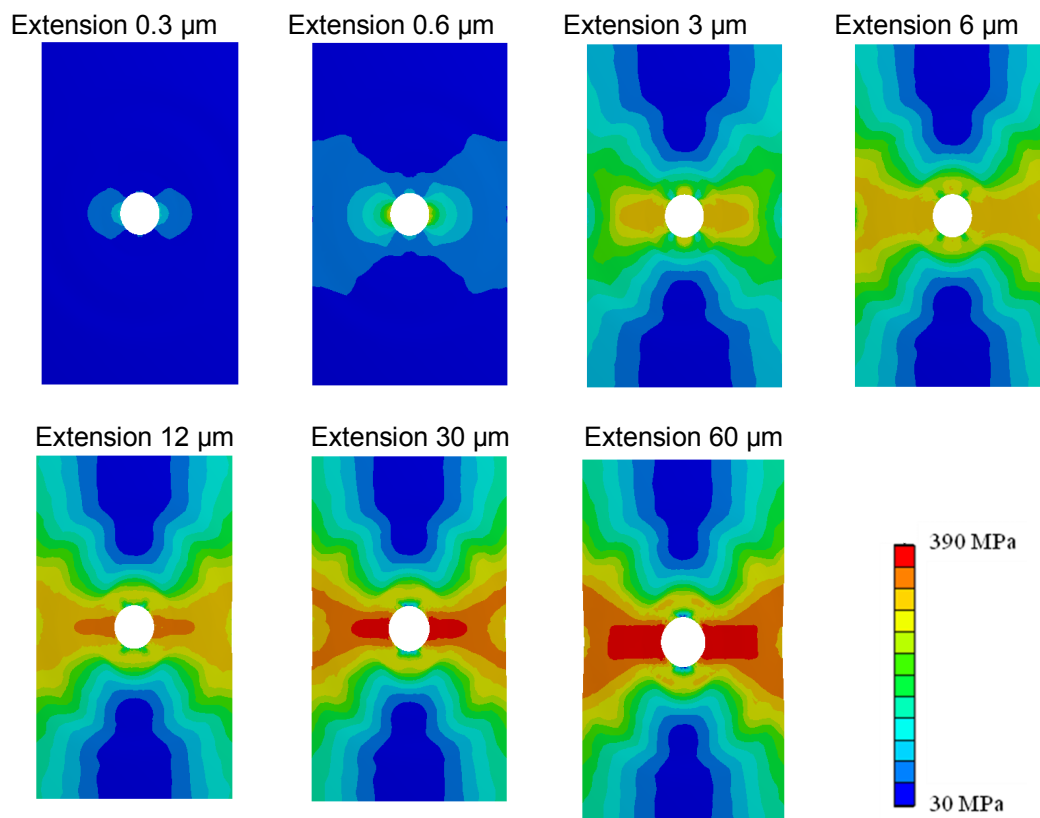 Extension 0.3 μm
Extension 0.6 μm
Extension 3 μm
Extension 6 μm
Extension 12 μm
Extension 30 μm
Extension 60 μm
390 MPa
30 MPa